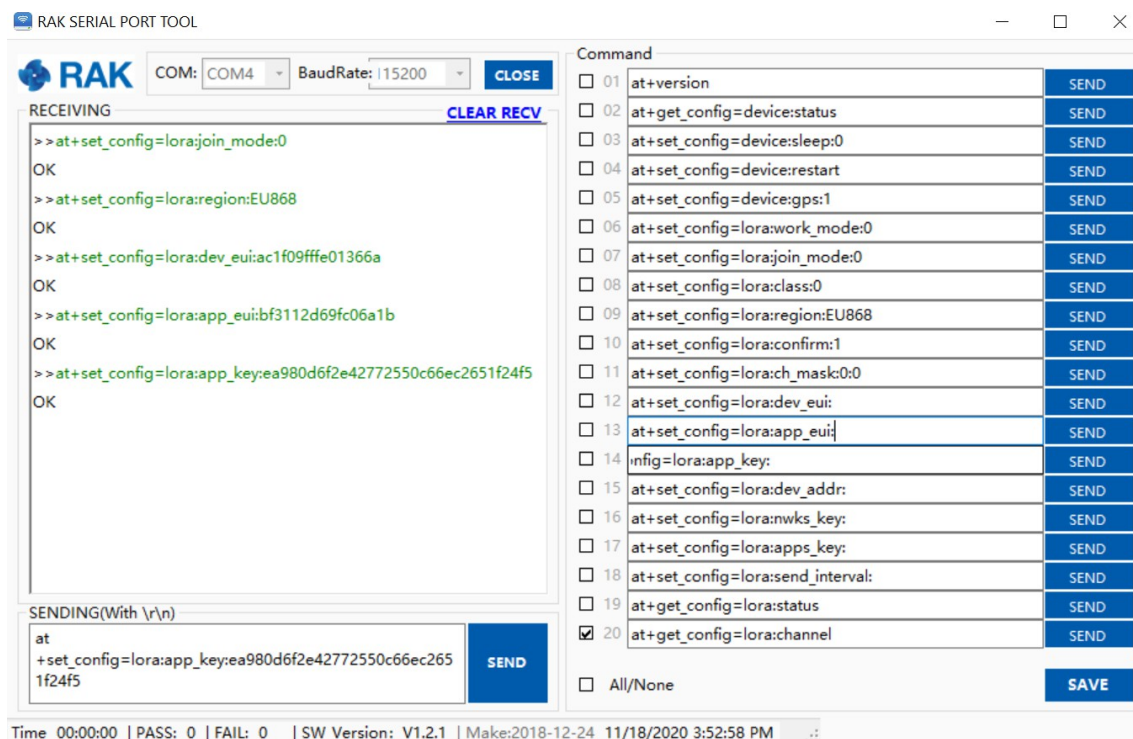 RAK SERIAL PORT TOOL
RAK COM: COM4 BaudRate: 115200 CLOSE
RECEIVING CLEAR RECV
>>at+set_config=lora:join_mode:0
OK
>>at+set_config=lora:region:EU868
OK
>>at+set_config=lora:dev_eui:ac1f09fffe01366a
OK
>>at+set_config=lora:app_eui:bf3112d69fc06a1b
OK
>>at+set_config=lora:app_key:ea980d6f2e42772550c66ec2651f24f5
OK
SENDING(With \r\n)
at
+set_config=lora:app_key:ea980d6f2e42772550c66ec265
1f24f5
SEND
Command
01 at+version SEND
02 at+get_config=device:status SEND
03 at+set_config=device:sleep:0 SEND
04 at+set_config=device:restart SEND
05 at+set_config=device:gps:1 SEND
06 at+set_config=lora:work_mode:0 SEND
07 at+set_config=lora:join_mode:0 SEND
08 at+set_config=lora:class:0 SEND
09 at+set_config=lora:region:EU868 SEND
10 at+set_config=lora:confirm:1 SEND
11 at+set_config=lora:ch_mask:0:0 SEND
12 at+set_config=lora:dev_eui: SEND
13 at+set_config=lora:app_eui: SEND
14 nfig=lora:app_key: SEND
15 at+set_config=lora:dev_addr: SEND
16 at+set_config=lora:nwks_key: SEND
17 at+set_config=lora:apps_key: SEND
18 at+set_config=lora:send_interval: SEND
19 at+get_config=lora:status SEND
20 at+get_config=lora:channel SEND
All/None SAVE
Time 00:00:00 | PASS: 0 | FAIL: 0 | SW Version: V1.2.1 | Make:2018-12-24 11/18/2020 3:52:58 PM